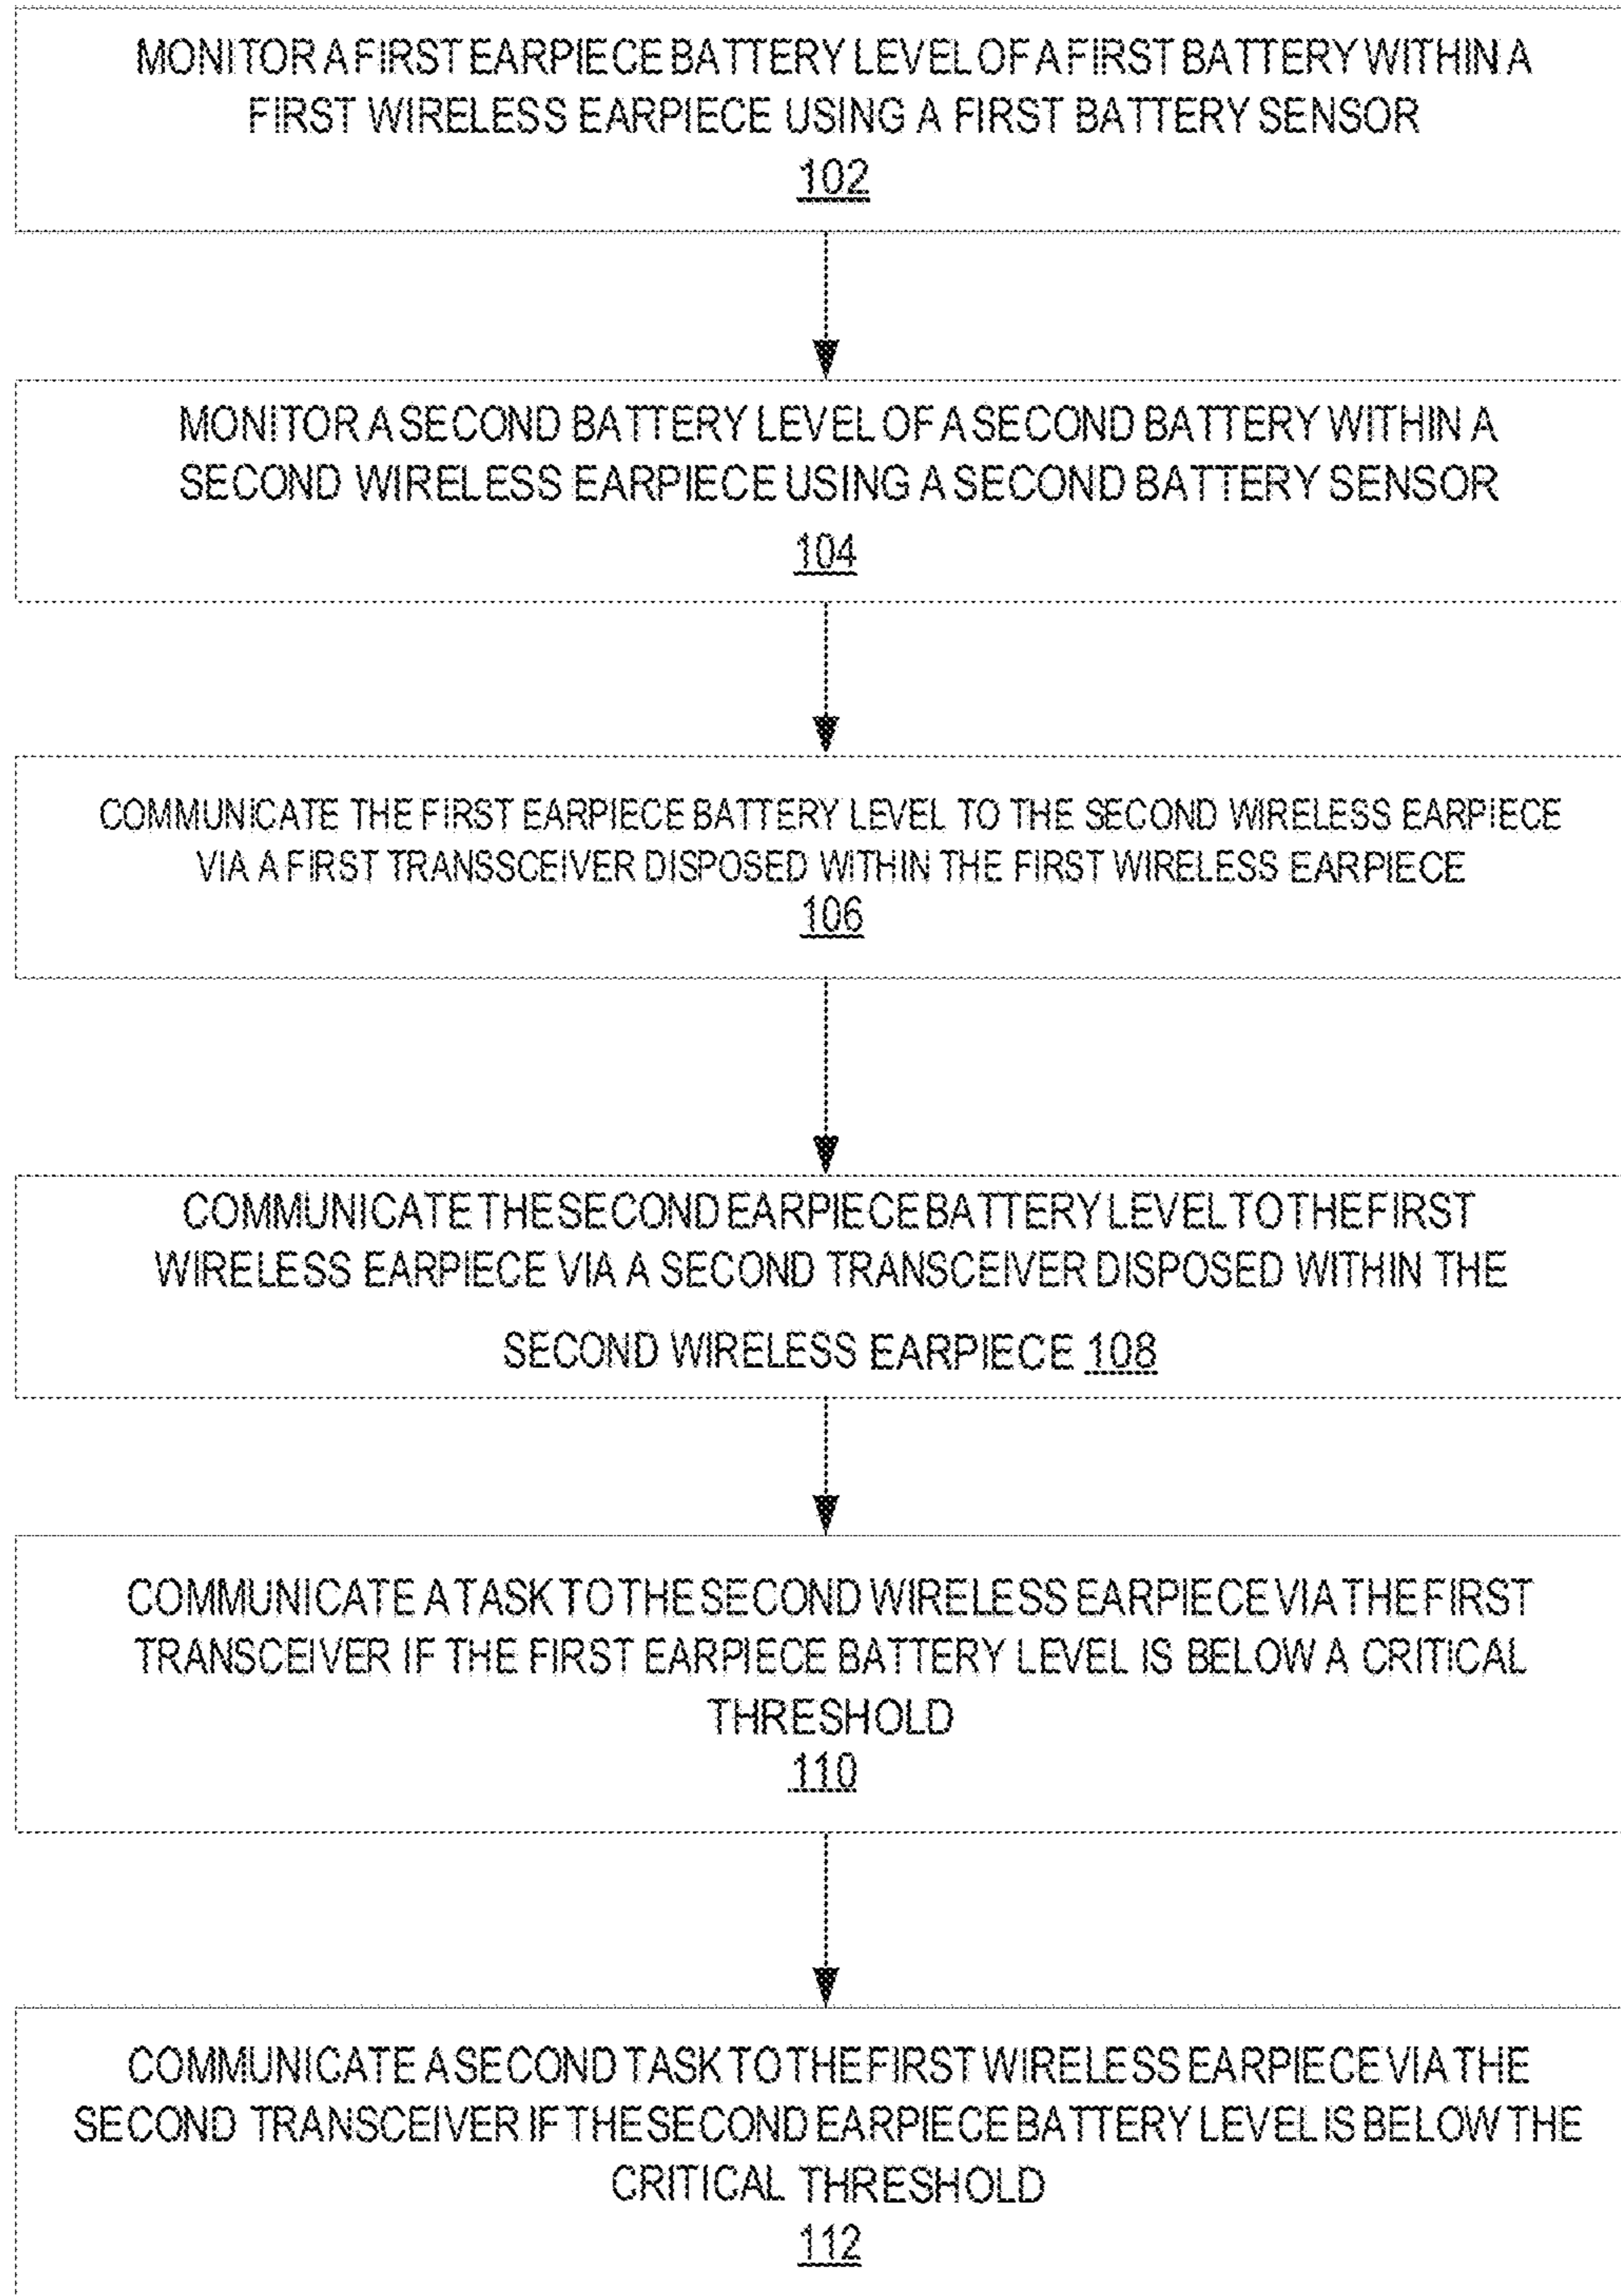 MONITOR A FIRST EARPIECE BATTERY LEVEL OF A FIRST BATTERY WITHIN A
FIRST WIRELESS EARPIECE USING A FIRST BATTERY SENSOR
102
MONITOR A SECOND BATTERY LEVEL OF A SECOND BATTERY WITHIN A
SECOND WIRELESS EARPIECE USING A SECOND BATTERY SENSOR
104
COMMUNICATE THE FIRST EARPIECE BATTERY LEVEL TO THE SECOND WIRELESS EARPIECE
VIA A FIRST TRANSSCEIVER DISPOSED WITHIN THE FIRST WIRELESS EARPIECE
106
COMMUNICATE THE SECOND EARPIECE BATTERY LEVEL TO THE FIRST
WIRELESS EARPIECE VIA A SECOND TRANSCEIVER DISPOSED WITHIN THE
SECOND WIRELESS EARPIECE 108
COMMUNICATE A TASK TO THE SECOND WIRELESS EARPIECE VIA THE FIRST
TRANSCEIVER IF THE FIRST EARPIECE BATTERY LEVEL IS BELOW A CRITICAL
THRESHOLD
110
COMMUNICATE A SECOND TASK TO THE FIRST WIRELESS EARPIECE VIA THE
SECOND TRANSCEIVER IF THE SECOND EARPIECE BATTERY LEVEL IS BELOW THE
CRITICAL THRESHOLD
112